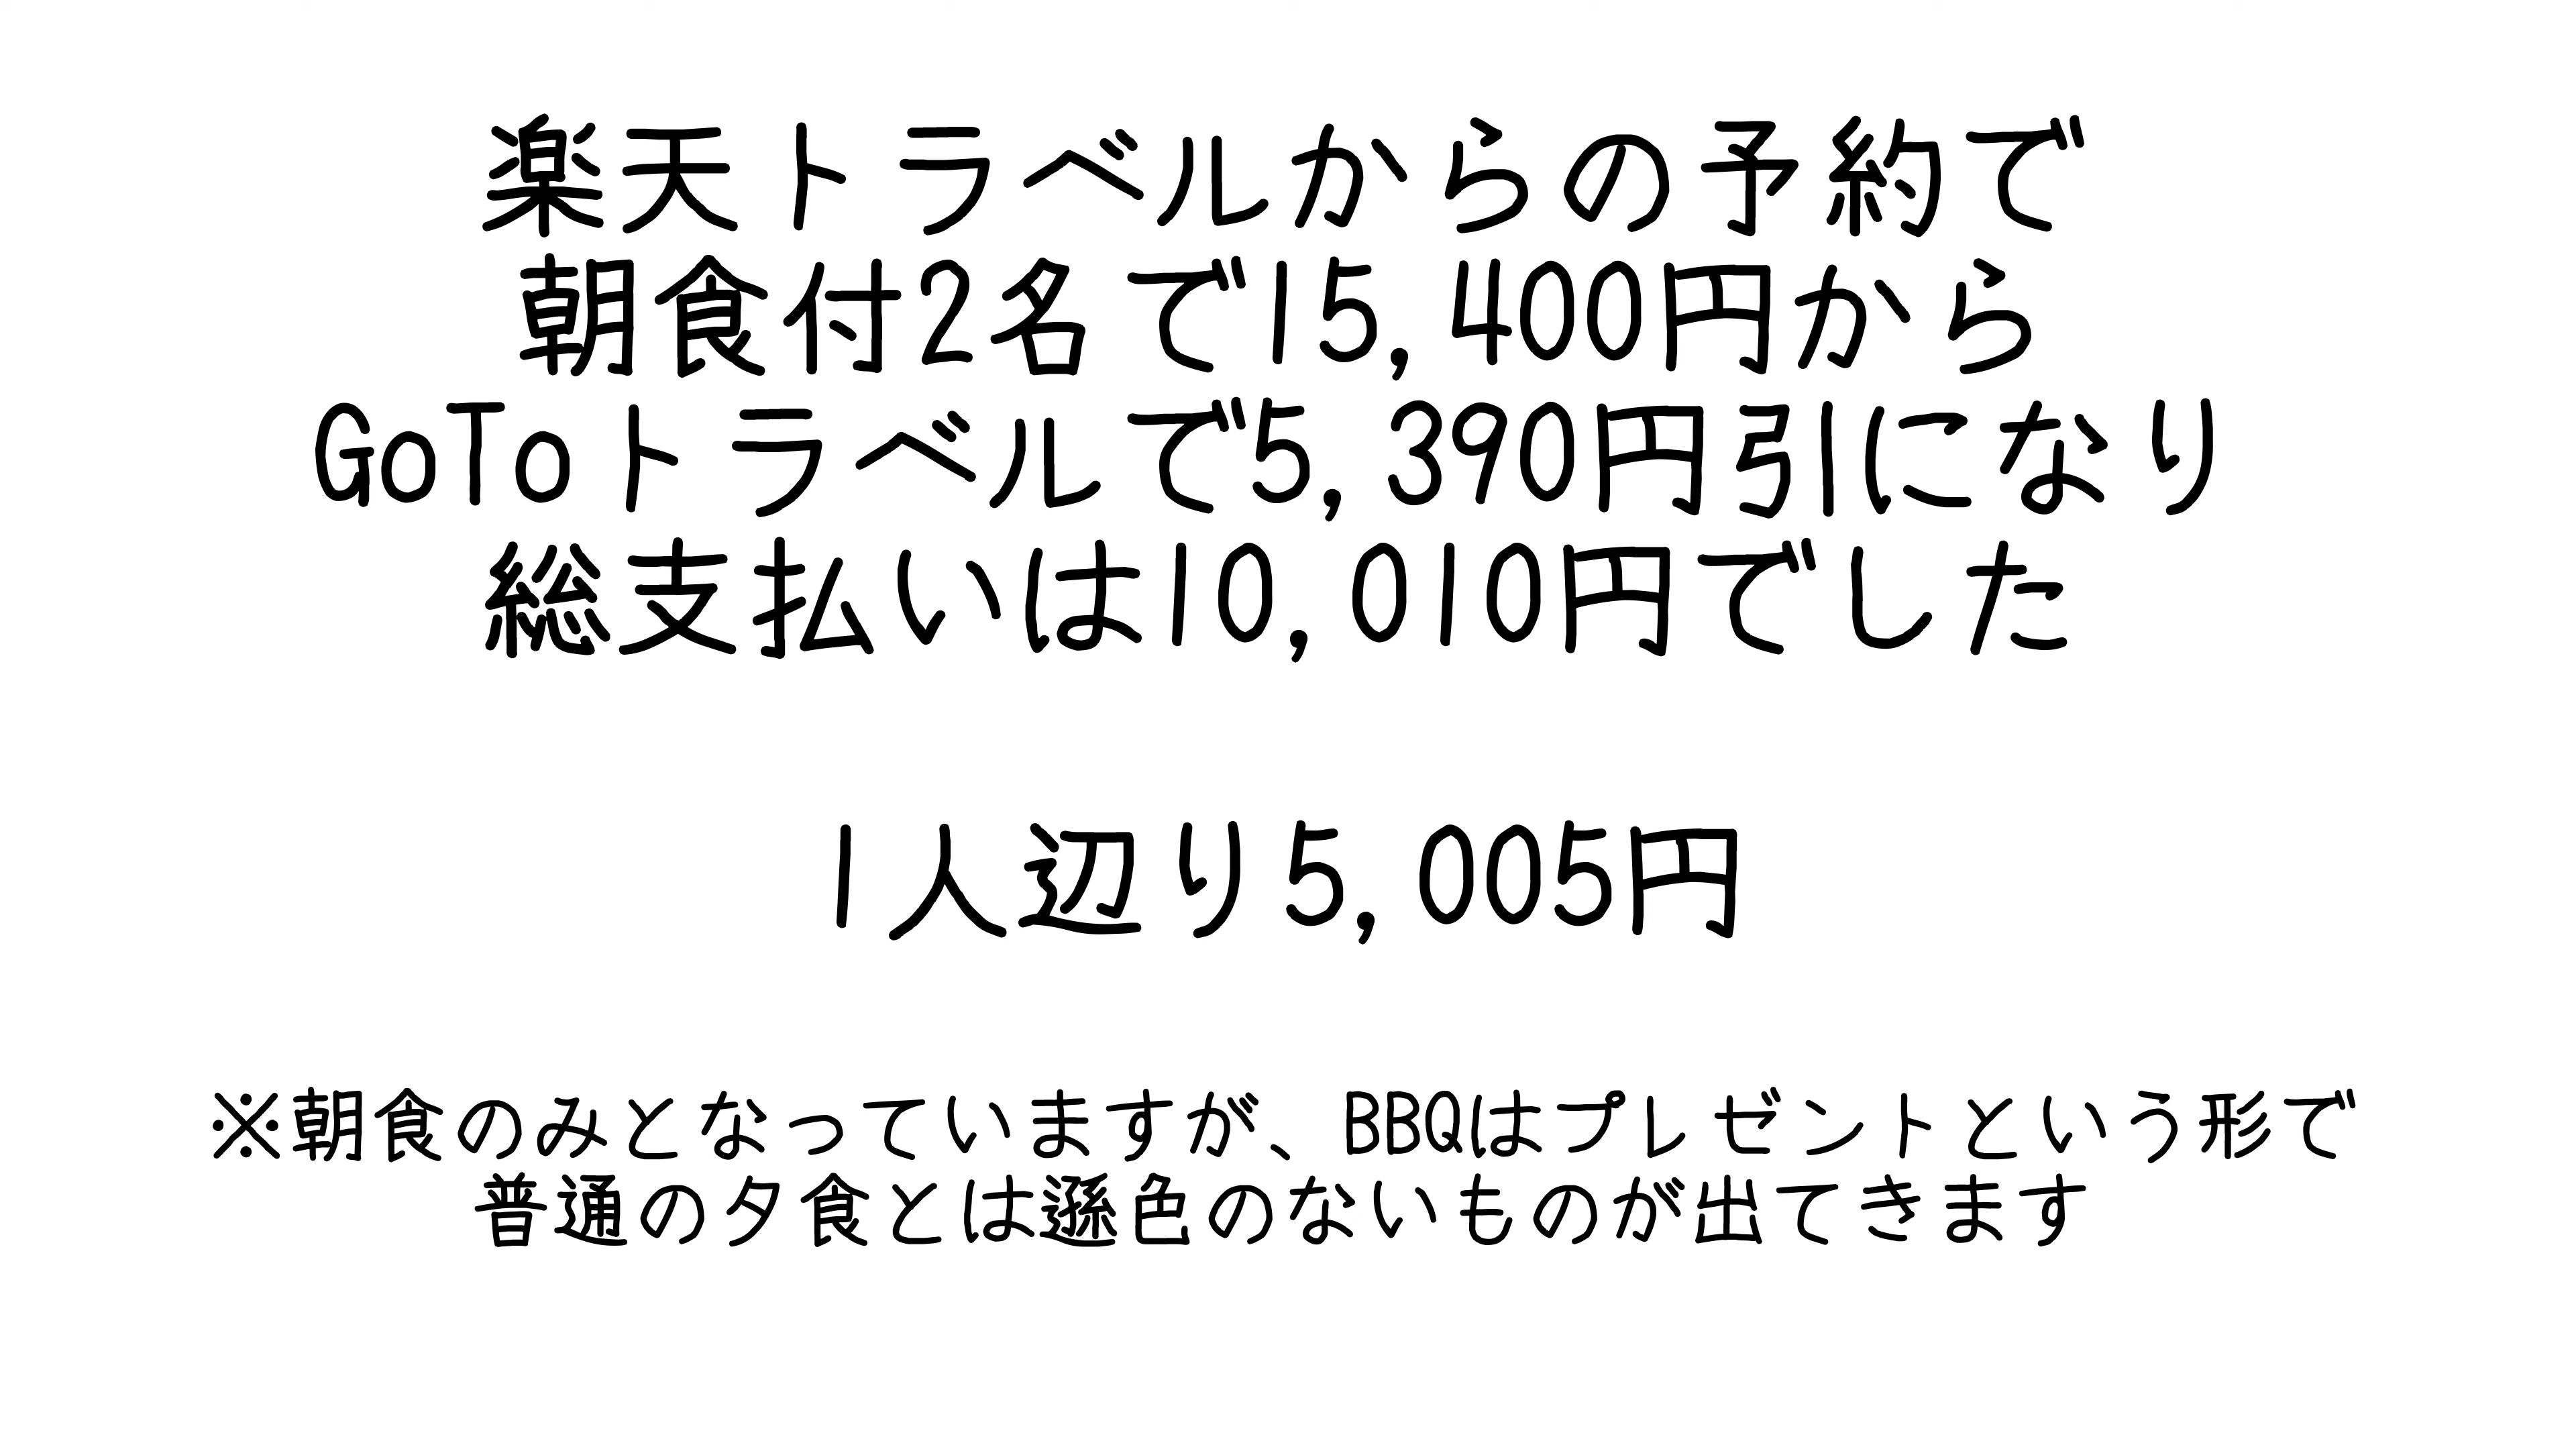 楽天トラベルからの予約で
朝食付2名で15,400円から
GoToトラベルで5,390円引になり
総支払いは10,010円でした
1人辺り5,005円
※朝食のみとなっていますが、BBQはプレゼントという形で
普通の夕食とは遜色のないものが出てきます